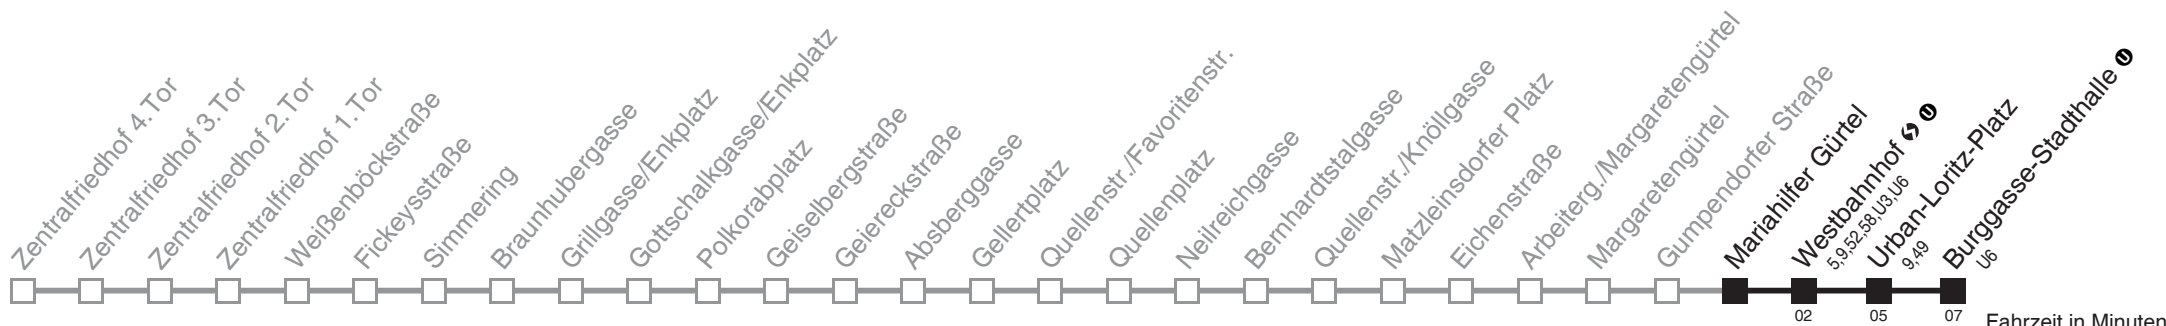 Zentralfriedhof 4.Tor
Zentralfriedhof 3.Tor
Zentralfriedhof 2.Tor
Zentralfriedhof 1.Tor
Weißenböckstraße
Fickeysstraße
Simmering
Braunhubergasse
Grillgasse/Enkplatz
Gottschalkgasse/Enkplatz
Polkorabplatz
Geiselbergstraße
Geiereckstraße
Absberggasse
Gellertplatz
Quellenstr./Favoritenstr.
Quellenplatz
Neilreichgasse
Bernhardtstalgasse
Quellenstr./Knöllgasse
Matzleinsdorfer Platz
Eichenstraße
Arbeiterg./Margaretengürtel
Margaretengürtel
Gumpendorfer Straße
Mariahilfer Gürtel
Westbahnhof U
5,9,52,58,U3,U6
Urban-Loritz-Platz
9,49
Burggasse-Stadthalle U
U6
02 05 07 Fahrzeit in Minuten